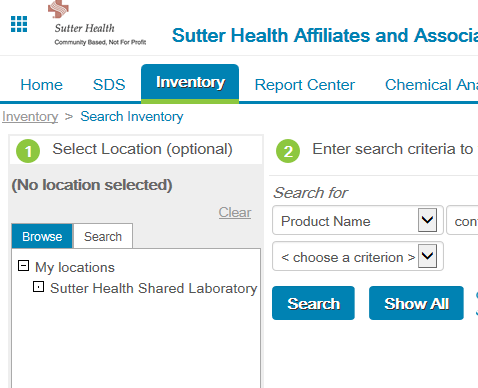 Sutter Health
Community Based, Not For Profit
Sutter Health Affiliates and Associa
Home SDS Inventory Report Center Chemical Ana
Inventory > Search Inventory
1 Select Location (optional)
2 Enter search criteria to
(No location selected)
Clear
Search for
Product Name
con
Browse Search
< choose a criterion >
My locations
Sutter Health Shared Laboratory
Search Show All